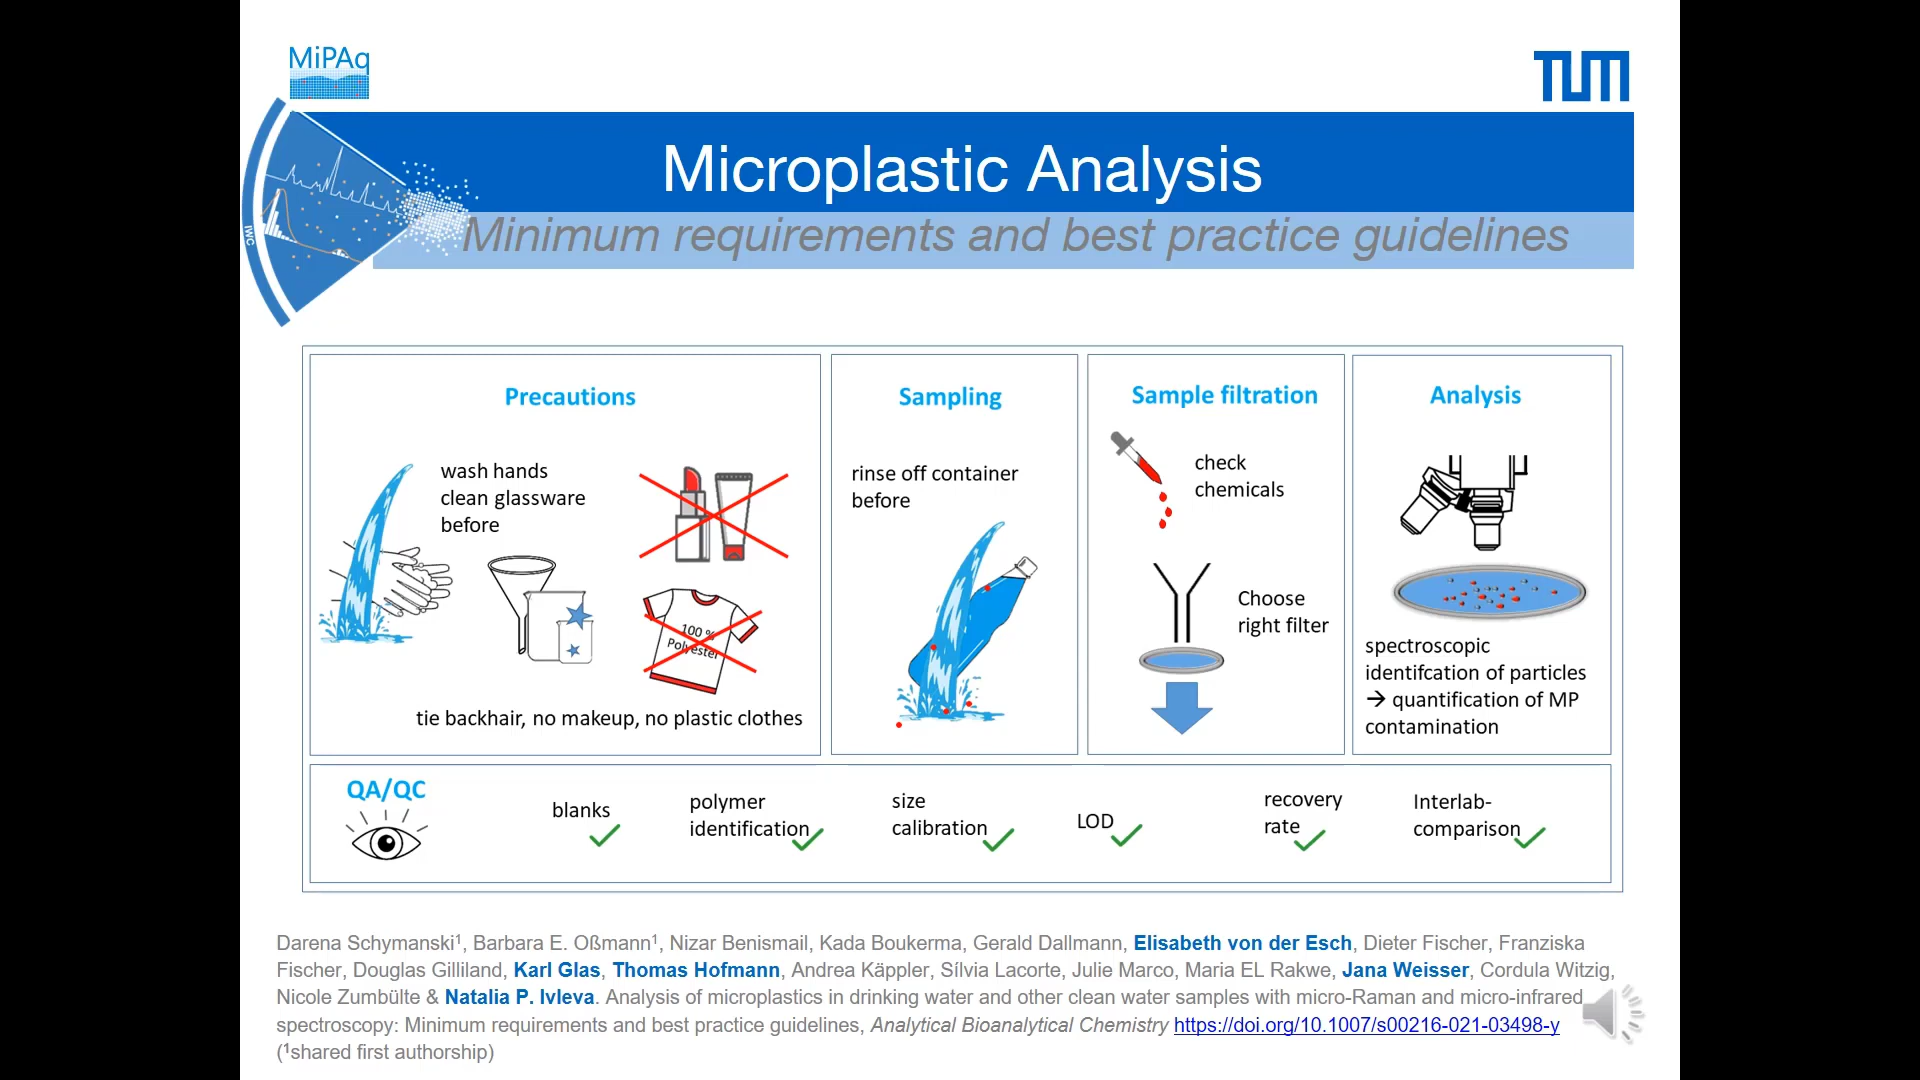 MiPAq
TUM
IWC
Microplastic Analysis
Minimum requirements and best practice guidelines
Precautions
wash hands
clean glassware
before
100 %
Polyester
tie backhair, no makeup, no plastic clothes
Sampling
rinse off container
before
Sample filtration
check
chemicals
Choose
right filter
Analysis
spectroscopic
identifcation of particles
→ quantification of MP
contamination
QA/QC
blanks
polymer
identification
size
calibration
LOD
recovery
rate
Interlab-
comparison
Darena Schymanski¹, Barbara E. Oßmann¹, Nizar Benismail, Kada Boukerma, Gerald Dallmann, Elisabeth von der Esch, Dieter Fischer, Franziska
Fischer, Douglas Gilliland, Karl Glas, Thomas Hofmann, Andrea Käppler, Sílvia Lacorte, Julie Marco, Maria EL Rakwe, Jana Weisser, Cordula Witzig,
Nicole Zumbülte & Natalia P. Ivleva. Analysis of microplastics in drinking water and other clean water samples with micro-Raman and micro-infrared
spectroscopy: Minimum requirements and best practice guidelines, Analytical Bioanalytical Chemistry https://doi.org/10.1007/s00216-021-03498-y
(¹shared first authorship)